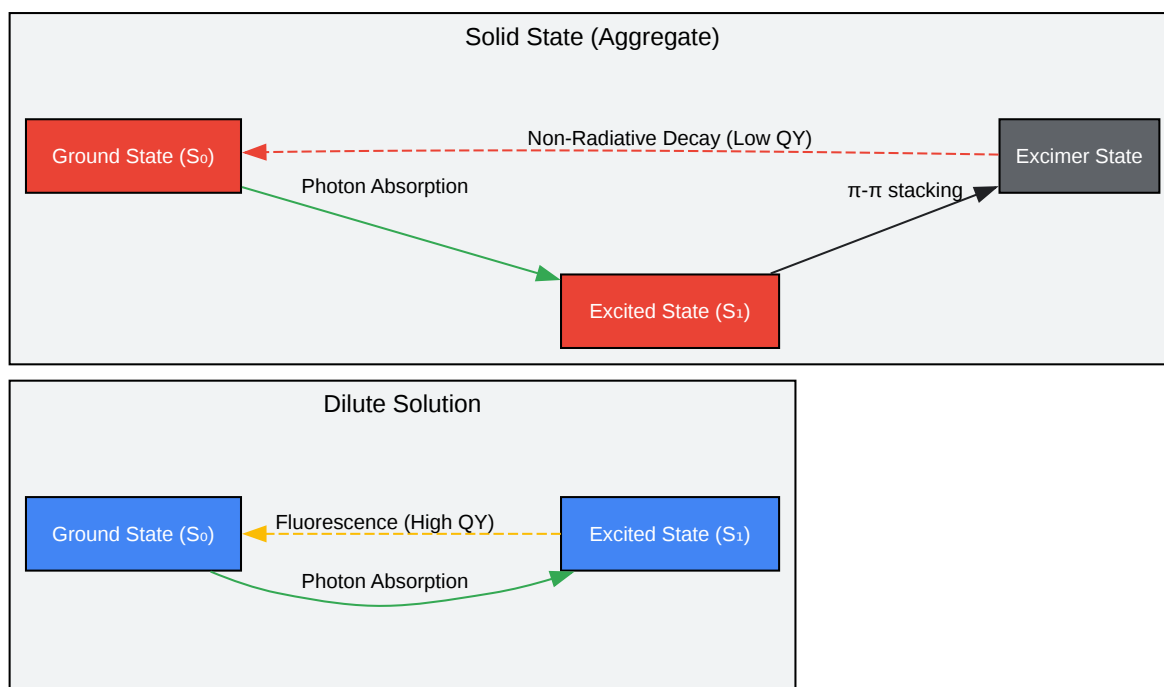 Solid State (Aggregate)
Non-Radiative Decay (Low QY)
Ground State (S₀)
Excimer State
Photon Absorption
π-π stacking
Excited State (S₁)
Dilute Solution
Fluorescence (High QY)
Ground State (S₀)
Excited State (S₁)
Photon Absorption